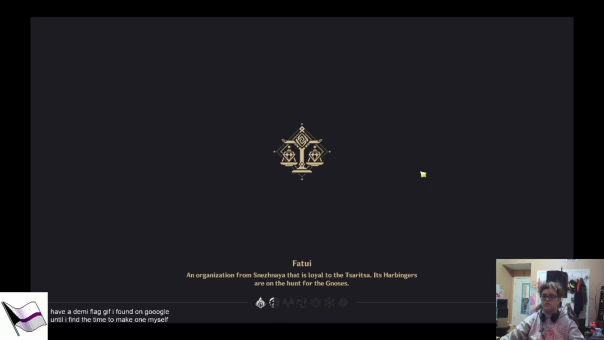 Fatui
An organization from Snezhnaya that is loyal to the Tsaritsa. Its Harbingers
are on the hunt for the Gnoses.
have a demi flag gif i found on gooogle
until i find the time to make one myself